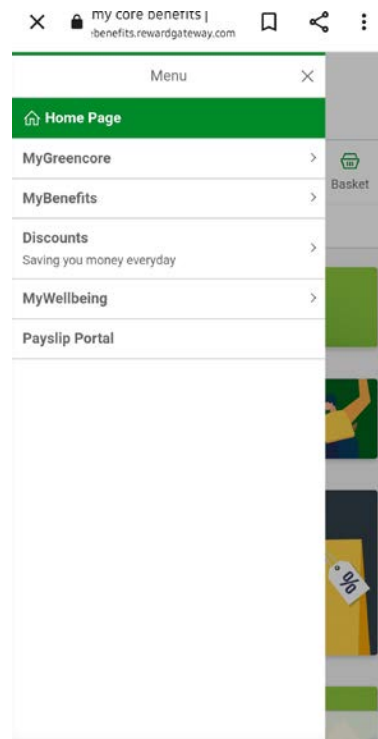 my core benefits |
benefits.rewardgateway.com
Menu
Home Page
MyGreencore
Basket
MyBenefits
Discounts
Saving you money everyday
MyWellbeing
Payslip Portal
%